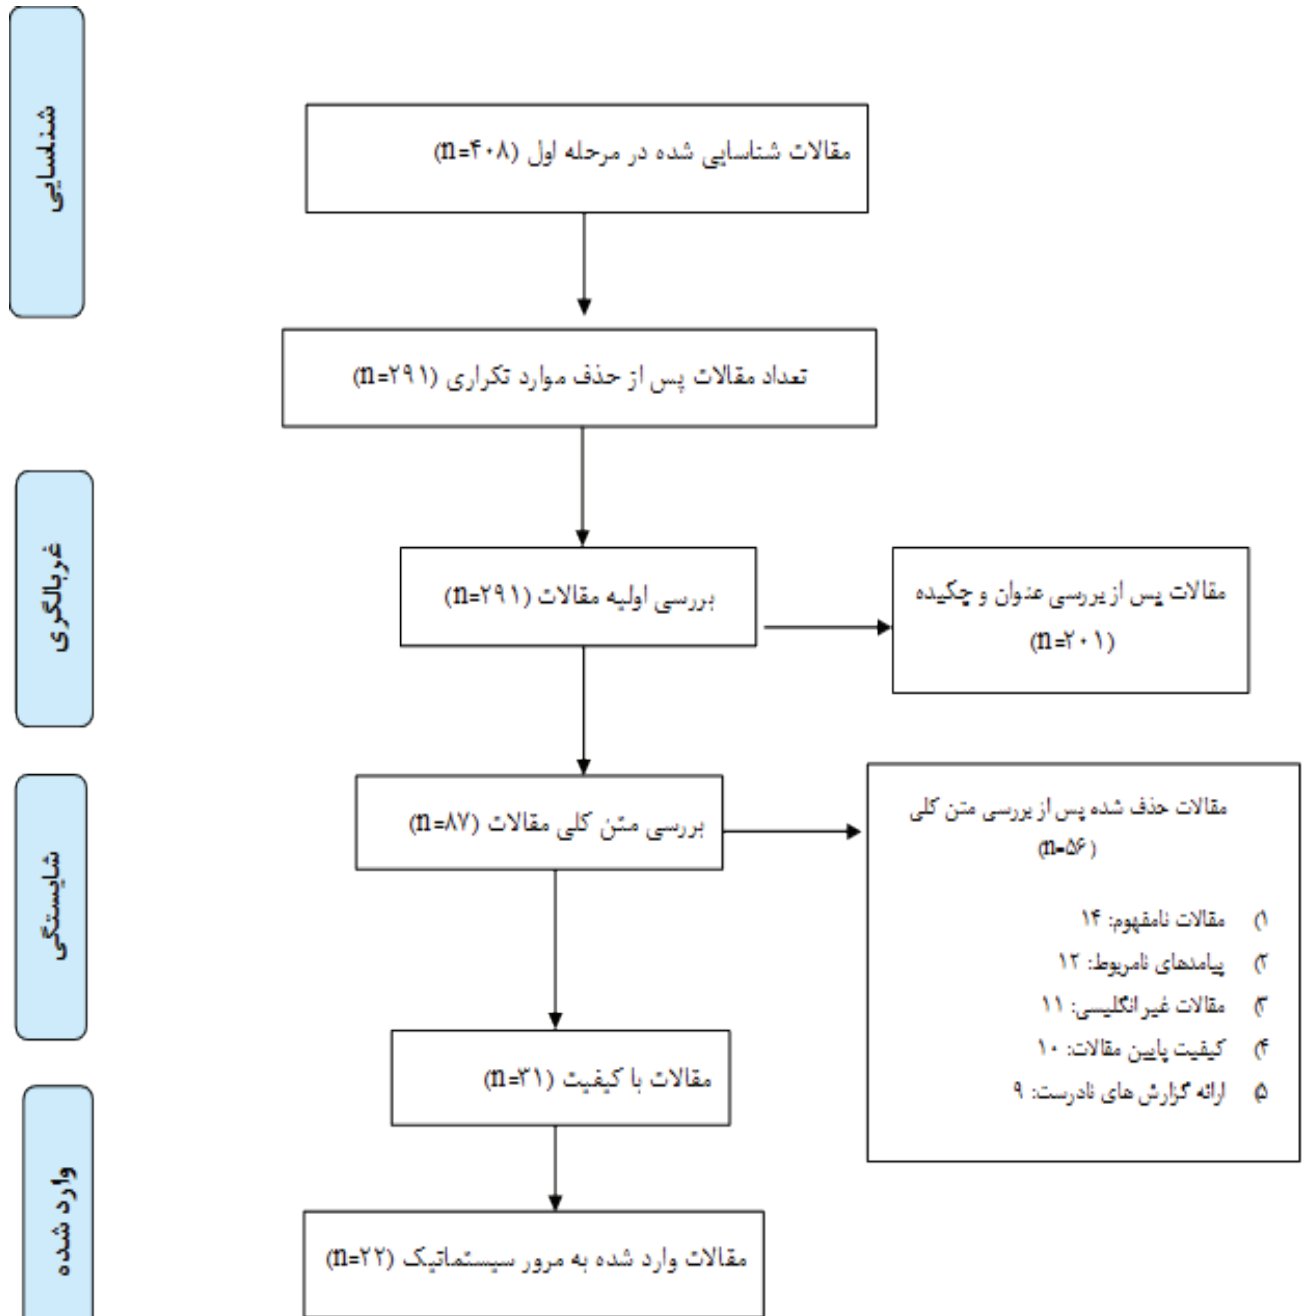 شناسایی
مقالات شناسایی شده در مرحله اول (n=۴۰۸)
تعداد مقالات پس از حذف موارد تکراری (n=۲۹۱)
غربالگری
بررسی اولیه مقالات (n=۲۹۱)
مقالات پس از بررسی عنوان و چکیده
(n=۲۰۱)
شایستگی
بررسی متن کلی مقالات (n=۸۷)
مقالات حذف شده پس از بررسی متن کلی
(n=۵۶)
۱) مقالات نامفهوم: ۱۴
۲) پیامدهای نامربوط: ۱۲
۳) مقالات غیر انگلیسی: ۱۱
۴) کیفیت پایین مقالات: ۱۰
۵) ارائه گزارش های نادرست: ۹
مقالات با کیفیت (n=۳۱)
وارد شده
مقالات وارد شده به مرور سیستماتیک (n=۲۲)